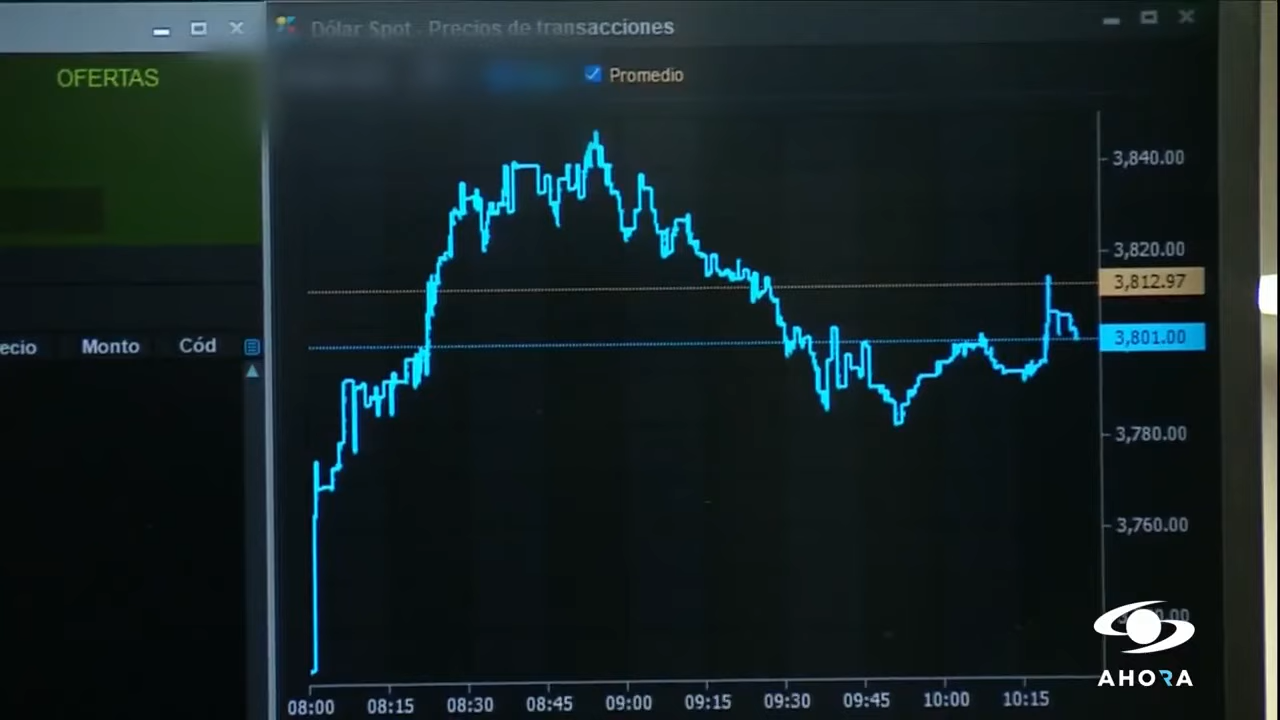 Dólar Spot - Precios de transacciones
OFERTAS
Promedio
3,840.00
3,820.00
3,812.97
3,801.00
3,780.00
3,760.00
ecio Monto Cód
08:00 08:15 08:30 08:45 09:00 09:15 09:30 09:45 10:00 10:15
AHORA